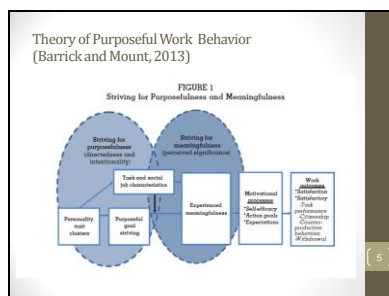 Theory of Purposeful Work Behavior
(Barrick and Mount, 2013)
FIGURE 1
Striving for Purposefulness and Meaningfulness
Striving for
purposefulness
(directedness and
intentionality)
Striving for
meaningfulness
(perceived significance)
Task and social
job characteristics
Personality
trait
clusters
Purposeful
goal
striving
Experienced
meaningfulness
Motivational
processes
*Self-efficacy
*Action goals
*Expectations
Work
outcomes
*Satisfaction
*Satisfactory
-Task
performance
-Citizenship
-Counter-
productive
behaviors
-Withdrawal
5